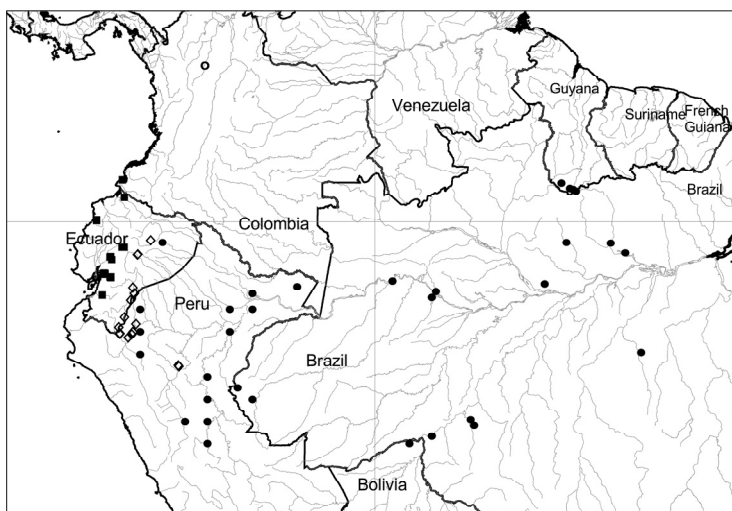 Venezuela
Guyana
Suriname
French
Guiana
Brazil
Colombia
Ecuador
Peru
Brazil
Bolivia